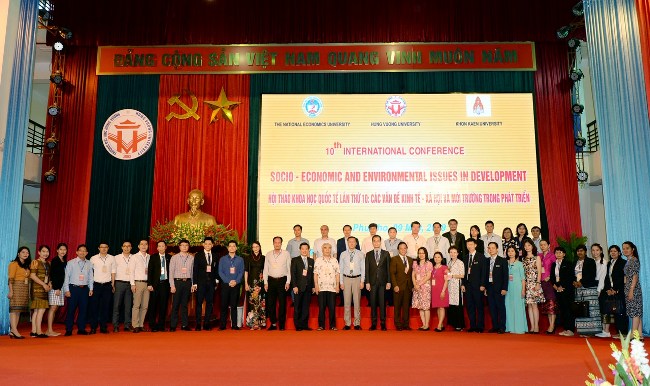 ĐẢNG CỘNG SẢN VIỆT NAM QUANG VINH MUÔN NĂM
THE NATIONAL ECONOMICS UNIVERSITY
HUNG VUONG UNIVERSITY
KHON KAEN UNIVERSITY
10th INTERNATIONAL CONFERENCE
SOCIO - ECONOMIC AND ENVIRONMENTAL ISSUES IN DEVELOPMENT
HỘI THẢO KHOA HỌC QUỐC TẾ LẦN THỨ 10: CÁC VẤN ĐỀ KINH TẾ - XÃ HỘI VÀ MÔI TRƯỜNG TRONG PHÁT TRIỂN